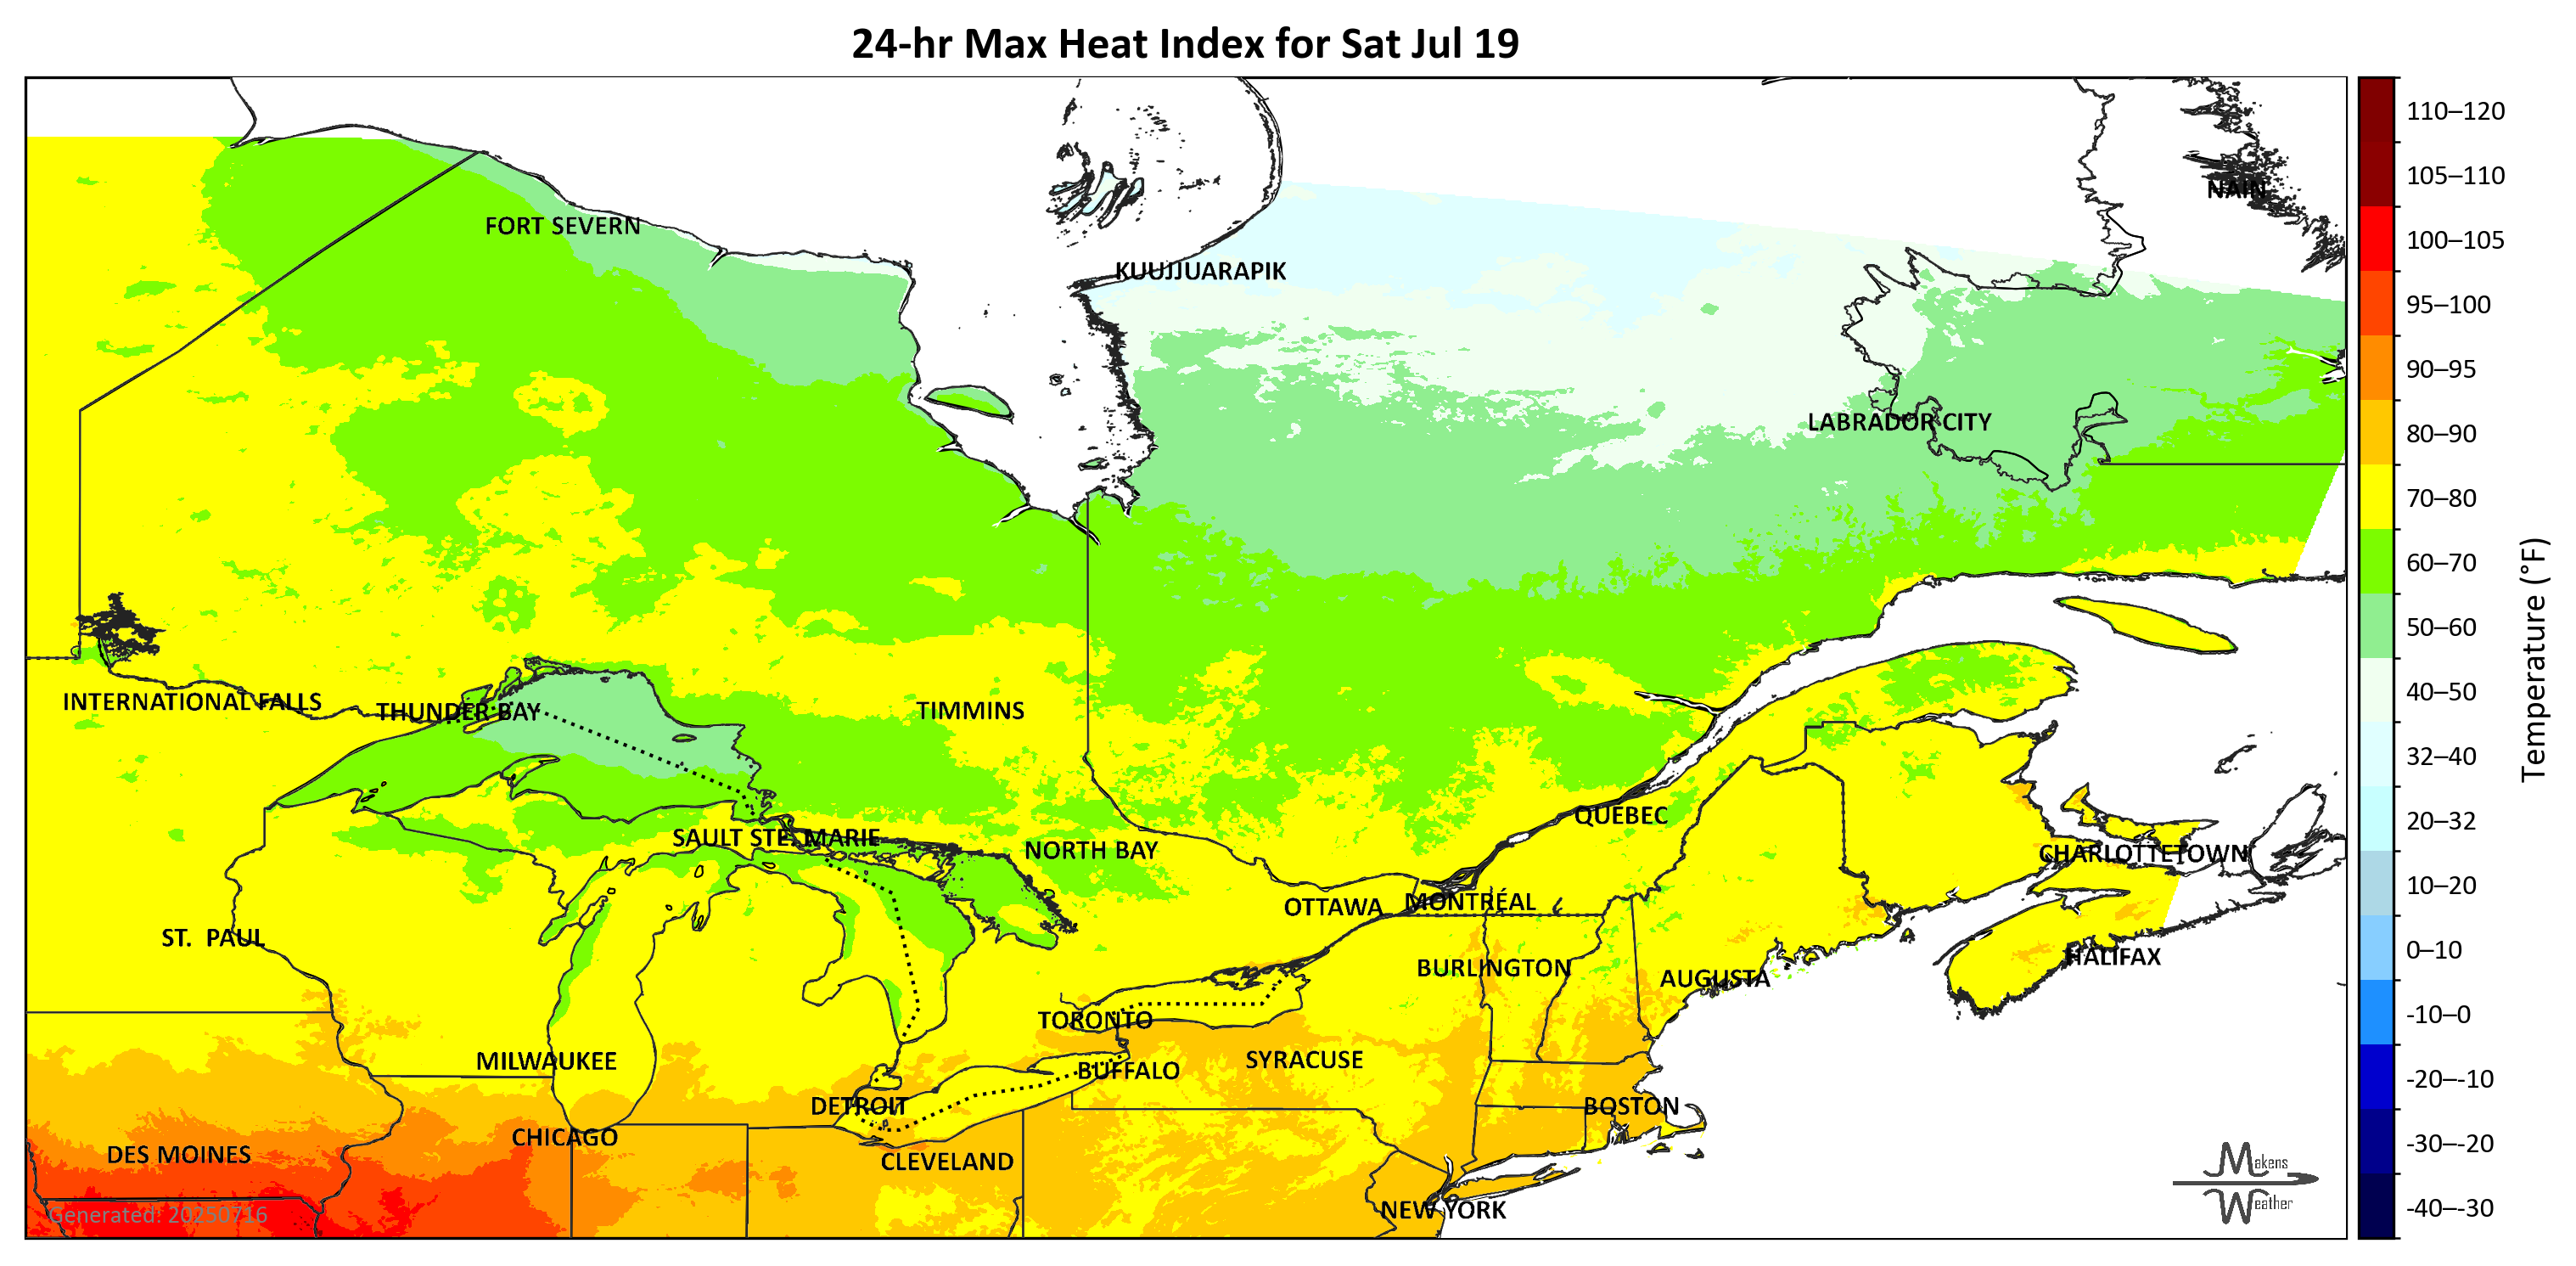 24-hr Max Heat Index for Sat Jul 19
NAIN
FORT SEVERN
KUUJJUARAPIK
LABRADOR CITY
INTERNATIONAL FALLS
THUNDER BAY
TIMMINS
QUÉBEC
SAULT STE. MARIE
NORTH BAY
CHARLOTTETOWN
OTTAWA
MONTRÉAL
ST. PAUL
HALIFAX
BURLINGTON
AUGUSTA
TORONTO
SYRACUSE
MILWAUKEE
BUFFALO
DETROIT
BOSTON
CHICAGO
DES MOINES
CLEVELAND
NEW YORK
Generated: 20250716
Makens
Weather
110–120
105–110
100–105
95–100
90–95
80–90
70–80
60–70
50–60
40–50
32–40
20–32
10–20
0–10
-10–0
-20–-10
-30–-20
-40–-30
Temperature (°F)